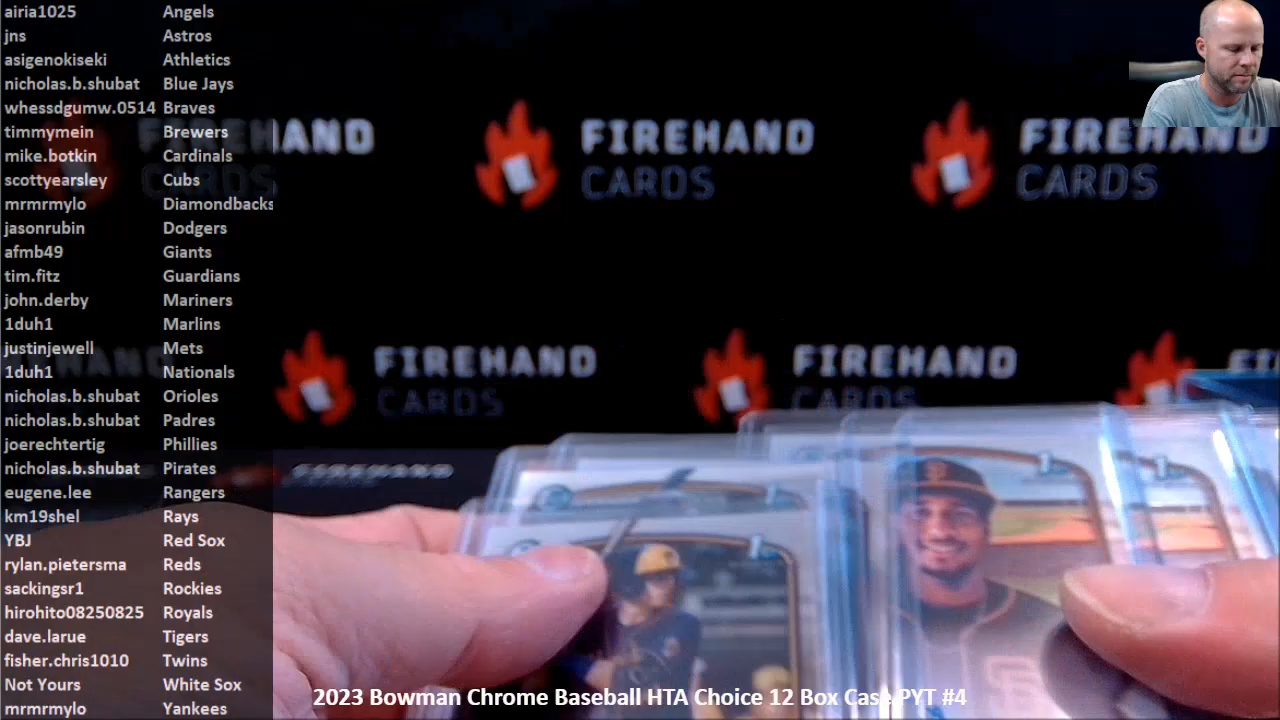 airia1025 Angels
jns Astros
asigenokiseki Athletics
nicholas.b.shubat Blue Jays
whessdgumw.0514 Braves
timmymein Brewers
mike.botkin Cardinals
scottyearsley Cubs
mrmrmylo Diamondbacks
jasonrubin Dodgers
afmb49 Giants
tim.fitz Guardians
john.derby Mariners
1duh1 Marlins
justinjewell Mets
1duh1 Nationals
nicholas.b.shubat Orioles
nicholas.b.shubat Padres
joerechtertig Phillies
nicholas.b.shubat Pirates
eugene.lee Rangers
km19shel Rays
YBJ Red Sox
rylan.pietersma Reds
sackingsr1 Rockies
hirohito08250825 Royals
dave.larue Tigers
fisher.chris1010 Twins
Not Yours White Sox
mrmrmylo Yankees
FIREHAND
CARDS
FIREHAND
CARDS
FIREHAND
CARDS
FIREHAND
CARDS
FIREHAND
CARDS
FIREHAND
2023 Bowman Chrome Baseball HTA Choice 12 Box Case PYT #4